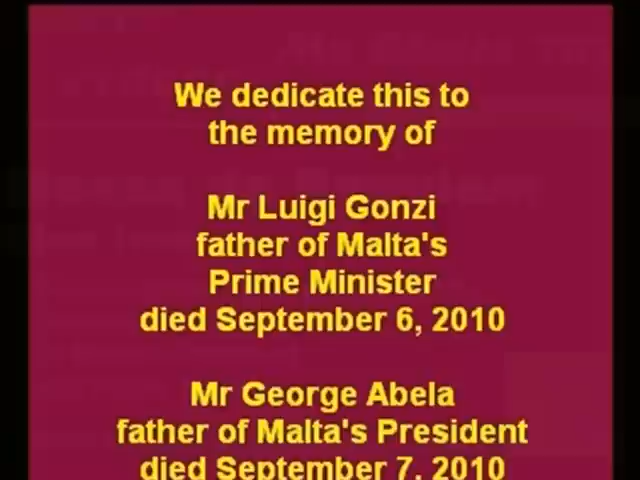 We dedicate this to
the memory of
Mr Luigi Gonzi
father of Malta's
Prime Minister
died September 6, 2010
Mr George Abela
father of Malta's President
died September 7, 2010